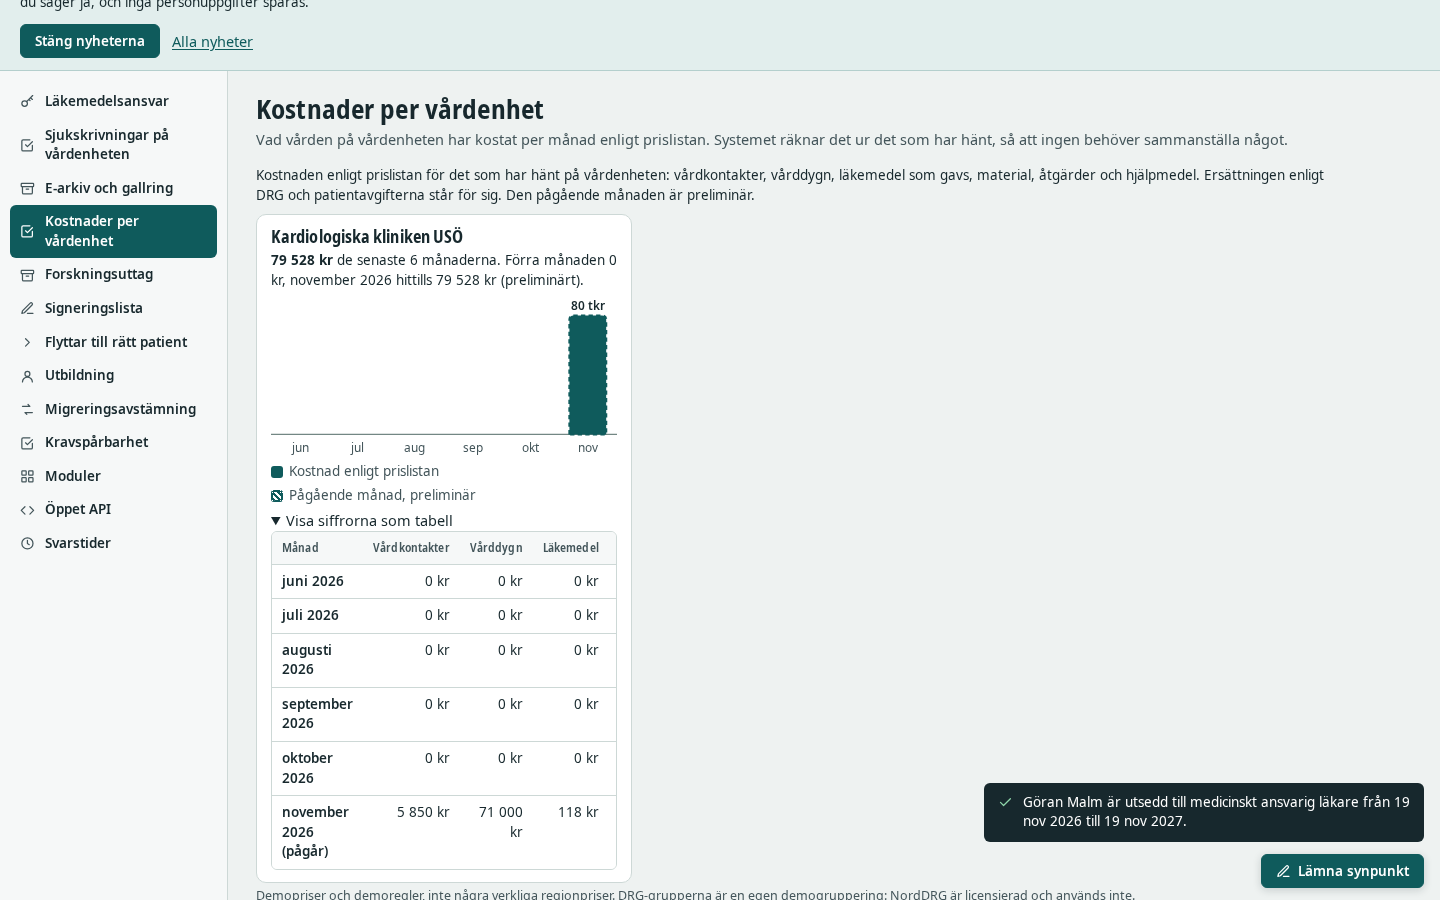 du säger ja, och inga personuppgifter sparas.
Stäng nyheterna
Alla nyheter
Läkemedelsansvar
Sjukskrivningar på
vårdenheten
E-arkiv och gallring
Kostnader per
vårdenhet
Forskningsuttag
Signeringslista
Flyttar till rätt patient
Utbildning
Migreringsavstämning
Kravspårbarhet
Moduler
Öppet API
Svarstider
Kostnader per vårdenhet
Vad vården på vårdenheten har kostat per månad enligt prislistan. Systemet räknar det ur det som har hänt, så att ingen behöver sammanställa något.
Kostnaden enligt prislistan för det som har hänt på vårdenheten: vårdkontakter, vårddygn, läkemedel som gavs, material, åtgärder och hjälpmedel. Ersättningen enligt
DRG och patientavgifterna står för sig. Den pågående månaden är preliminär.
Kardiologiska kliniken USÖ
79 528 kr de senaste 6 månaderna. Förra månaden 0
kr, november 2026 hittills 79 528 kr (preliminärt).
80 tkr
jun jul aug sep okt nov
Kostnad enligt prislistan
Pågående månad, preliminär
▼ Visa siffrorna som tabell
Månad Vårdkontakter Vårddygn Läkemedel
juni 2026 0 kr 0 kr 0 kr
juli 2026 0 kr 0 kr 0 kr
augusti 0 kr 0 kr 0 kr
2026
september 0 kr 0 kr 0 kr
2026
oktober 0 kr 0 kr 0 kr
2026
november 5 850 kr 71 000 118 kr
2026 kr
(pågår)
Demopriser och demoregler, inte några verkliga regionpriser. DRG-grupperna är en egen demogruppering; NordDRG är licensierad och används inte.
Göran Malm är utsedd till medicinskt ansvarig läkare från 19
nov 2026 till 19 nov 2027.
Lämna synpunkt